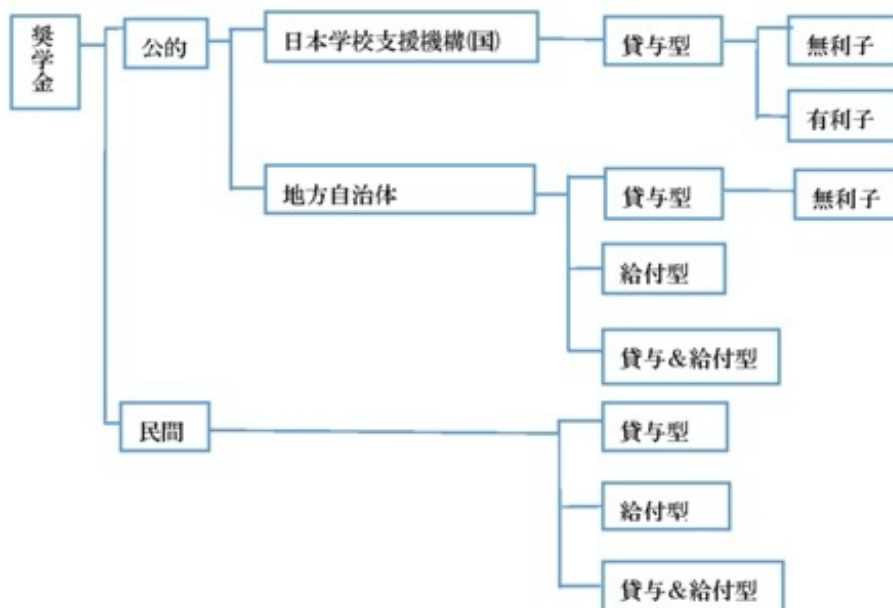 奨学金
公的
日本学校支援機構(国)
貸与型
無利子
有利子
地方自治体
貸与型
無利子
給付型
貸与&給付型
民間
貸与型
給付型
貸与&給付型